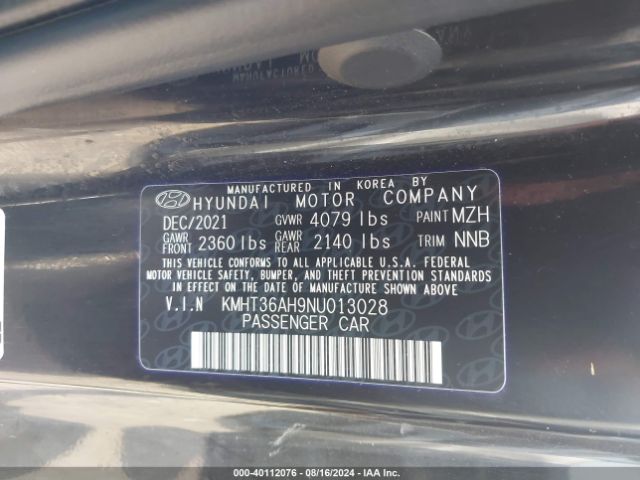 MANUFACTURED IN KOREA BY
HYUNDAI MOTOR COMPANY
DEC/2021 GVWR 4079 lbs PAINT MZH
GAWR FRONT 2360 lbs GAWR REAR 2140 lbs TRIM NNB
THIS VEHICLE CONFORMS TO ALL APPLICABLE U.S.A. FEDERAL
MOTOR VEHICLE SAFETY, BUMPER, AND THEFT PREVENTION STANDARDS
IN EFFECT ON THE DATE OF MANUFACTURE SHOWN ABOVE.
V.I.N KMHT36AH9NU013028
PASSENGER CAR
000-40112076 - 08/16/2024 - IAA Inc.